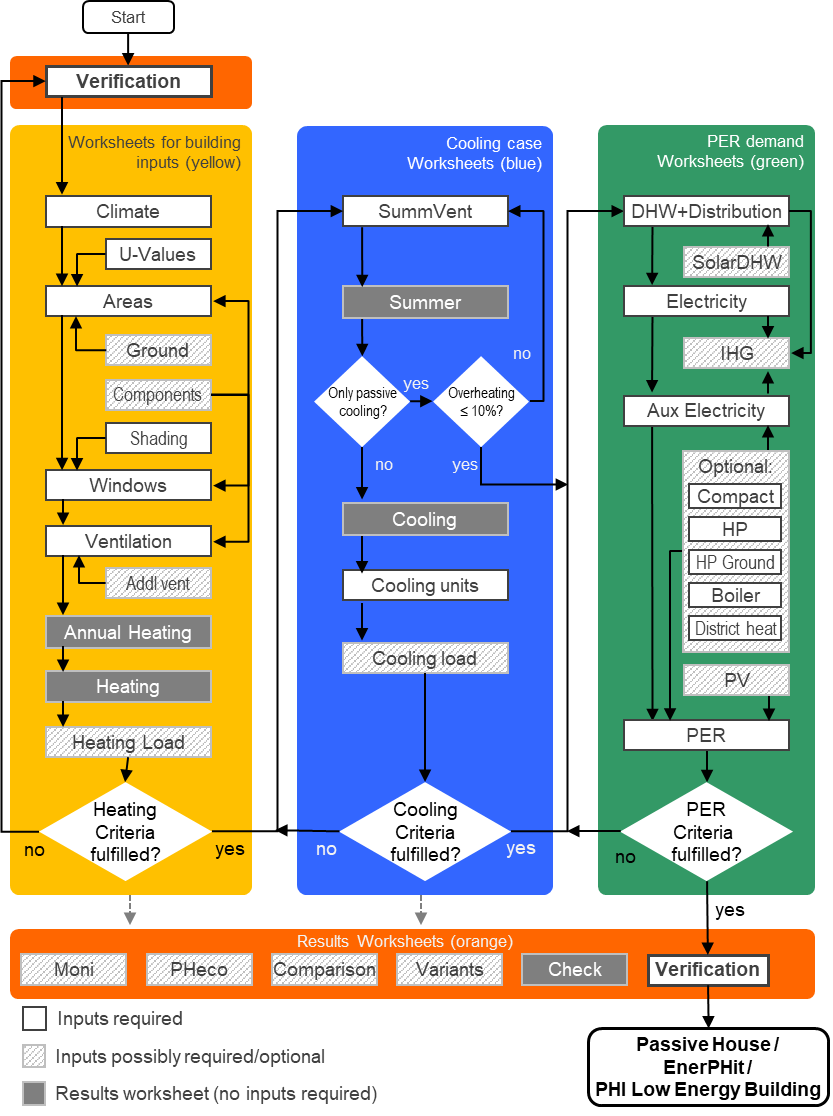 Start
Verification
Worksheets for building
inputs (yellow)
Climate
U-Values
Areas
Ground
Components
Shading
Windows
Ventilation
Addl vent
Annual Heating
Heating
Heating Load
Heating
Criteria
fulfilled?
no
yes
Cooling case
Worksheets (blue)
SummVent
Summer
no
Only passive
cooling?
yes
Overheating
≤ 10%?
no
yes
Cooling
Cooling units
Cooling load
Cooling
Criteria
fulfilled?
no
yes
PER demand
Worksheets (green)
DHW+Distribution
SolarDHW
Electricity
IHG
Aux Electricity
Optional:
Compact
HP
HP Ground
Boiler
District heat
PV
PER
PER
Criteria
fulfilled?
no
yes
Results Worksheets (orange)
Moni
PHeco
Comparison
Variants
Check
Verification
Inputs required
Inputs possibly required/optional
Results worksheet (no inputs required)
Passive House /
EnerPHit /
PHI Low Energy Building